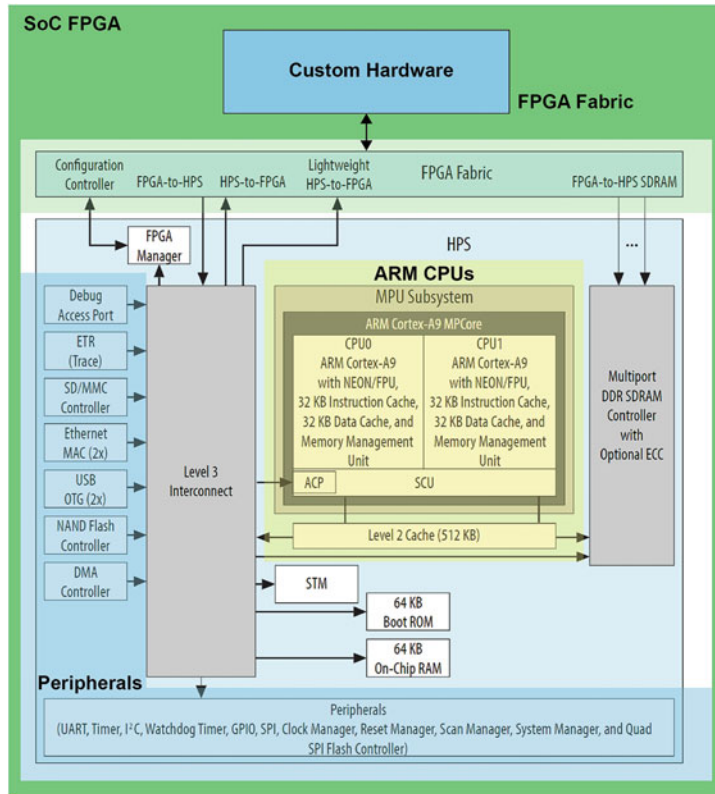 SoC FPGA
Custom Hardware
FPGA Fabric
Configuration
Controller
FPGA-to-HPS
HPS-to-FPGA
Lightweight
HPS-to-FPGA
FPGA Fabric
FPGA-to-HPS SDRAM
FPGA
Manager
HPS
...
ARM CPUs
MPU Subsystem
ARM Cortex-A9 MPCore
CPU0
ARM Cortex-A9
with NEON/FPU,
32 KB Instruction Cache,
32 KB Data Cache, and
Memory Management
Unit
CPU1
ARM Cortex-A9
with NEON/FPU,
32 KB Instruction Cache,
32 KB Data Cache, and
Memory Management
Unit
ACP
SCU
Level 2 Cache (512 KB)
Debug
Access Port
ETR
(Trace)
SD/MMC
Controller
Ethernet
MAC (2x)
USB
OTG (2x)
NAND Flash
Controller
DMA
Controller
Level 3
Interconnect
Multiport
DDR SDRAM
Controller
with
Optional ECC
STM
64 KB
Boot ROM
64 KB
On-Chip RAM
Peripherals
Peripherals
(UART, Timer, I²C, Watchdog Timer, GPIO, SPI, Clock Manager, Reset Manager, Scan Manager, System Manager, and Quad
SPI Flash Controller)